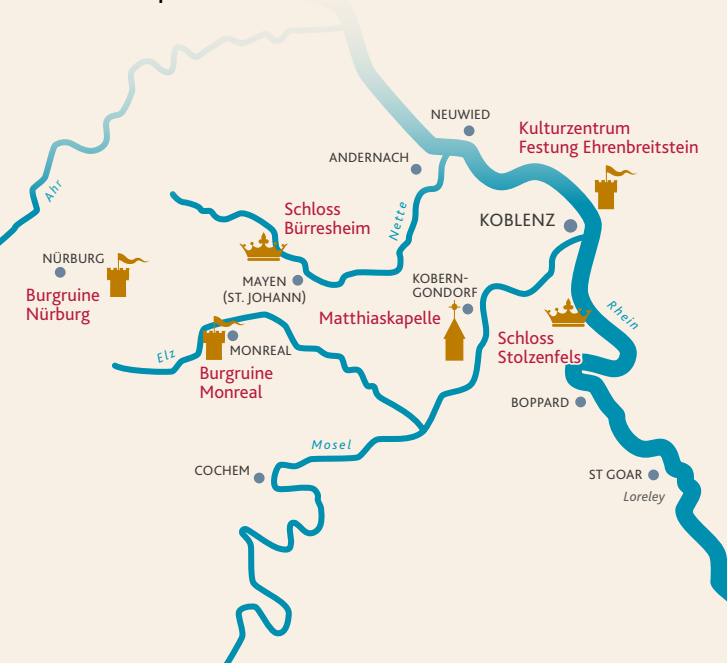 NEUWIED
Kulturzentrum
Festung Ehrenbreitstein
ANDERNACH
Ahr
Schloss
Bürresheim
Nette
KOBLENZ
NÜRBURG
Burgruine
Nürburg
MAYEN
(ST. JOHANN)
KOBERN-
GONDORF
Matthiaskapelle
Rhein
Schloss
Stolzenfels
Elz
MONREAL
Burgruine
Monreal
BOPPARD
Mosel
COCHEM
ST GOAR
Loreley